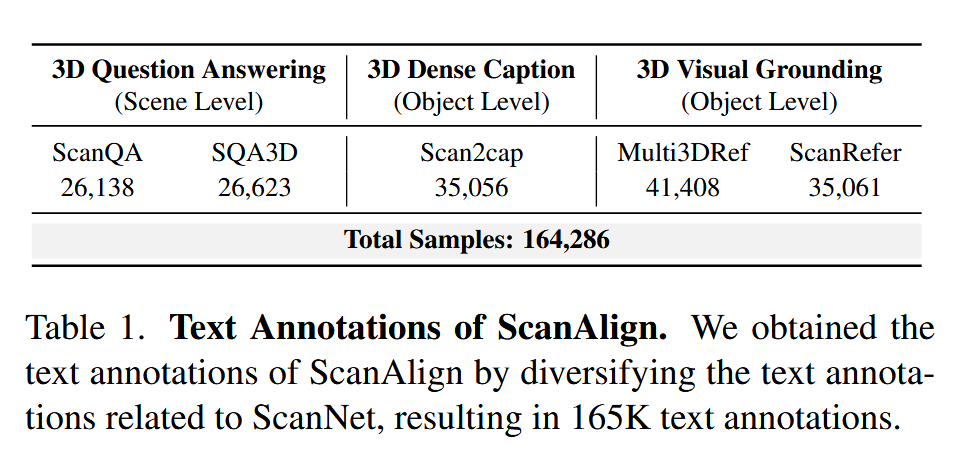 3D Question Answering 3D Dense Caption 3D Visual Grounding
(Scene Level) (Object Level) (Object Level)
ScanQA SQA3D Scan2cap Multi3DRef ScanRefer
26,138 26,623 35,056 41,408 35,061
Total Samples: 164,286
Table 1. Text Annotations of ScanAlign. We obtained the
text annotations of ScanAlign by diversifying the text annota-
tions related to ScanNet, resulting in 165K text annotations.